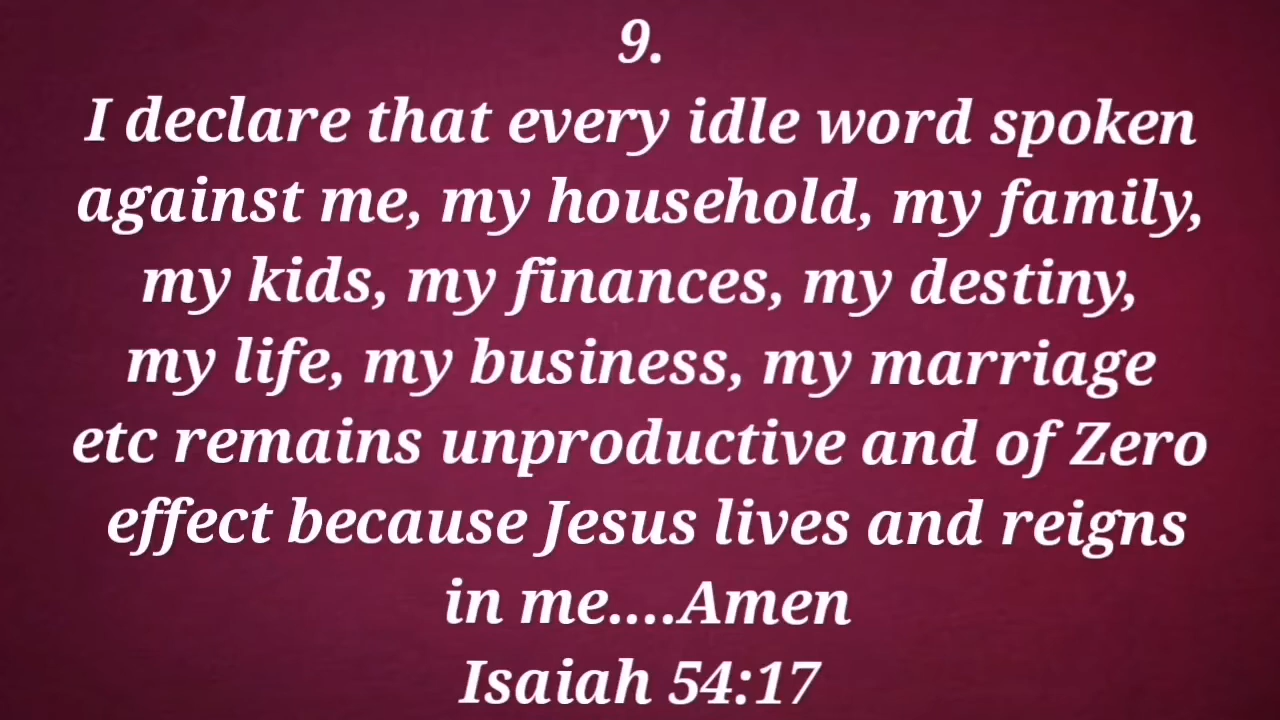 9.
I declare that every idle word spoken
against me, my household, my family,
my kids, my finances, my destiny,
my life, my business, my marriage
etc remains unproductive and of Zero
effect because Jesus lives and reigns
in me....Amen
Isaiah 54:17